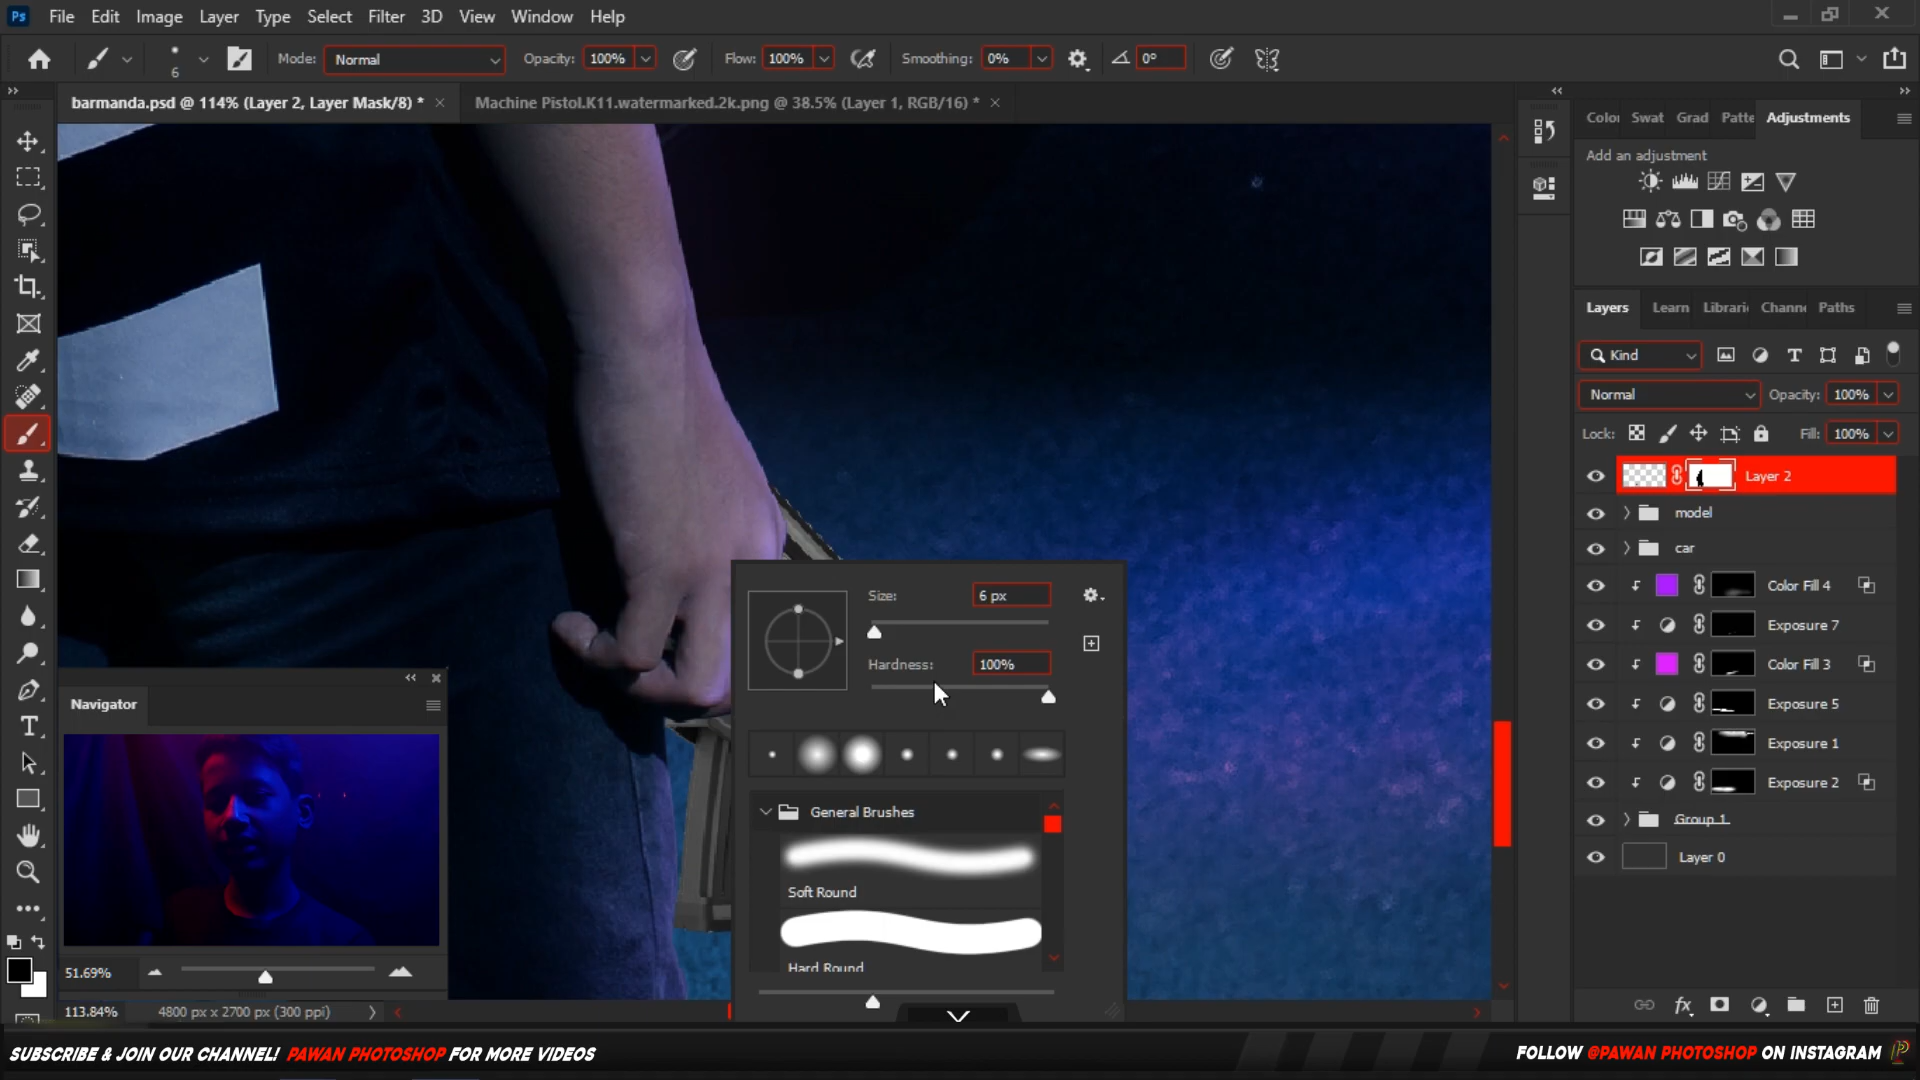 Ps File Edit Image Layer Type Select Filter 3D View Window Help
6 Mode: Normal Opacity: 100% Flow: 100% Smoothing: 0% 0°
barmanda.psd @ 114% (Layer 2, Layer Mask/8) * Machine Pistol.K11.watermarked.2k.png @ 38.5% (Layer 1, RGB/16) *
Color Swat Grad Patte Adjustments
Add an adjustment
Layers Learn Librari Chann Paths
Kind
Normal Opacity: 100%
Lock: Fill: 100%
Layer 2
model
car
Color Fill 4
Exposure 7
Color Fill 3
Exposure 5
Exposure 1
Exposure 2
Group 1
Layer 0
Size: 6 px
Hardness: 100%
General Brushes
Soft Round
Hard Round
Navigator
51.69%
113.84% 4800 px x 2700 px (300 ppi)
SUBSCRIBE & JOIN OUR CHANNEL! PAWAN PHOTOSHOP FOR MORE VIDEOS
FOLLOW @PAWAN PHOTOSHOP ON INSTAGRAM